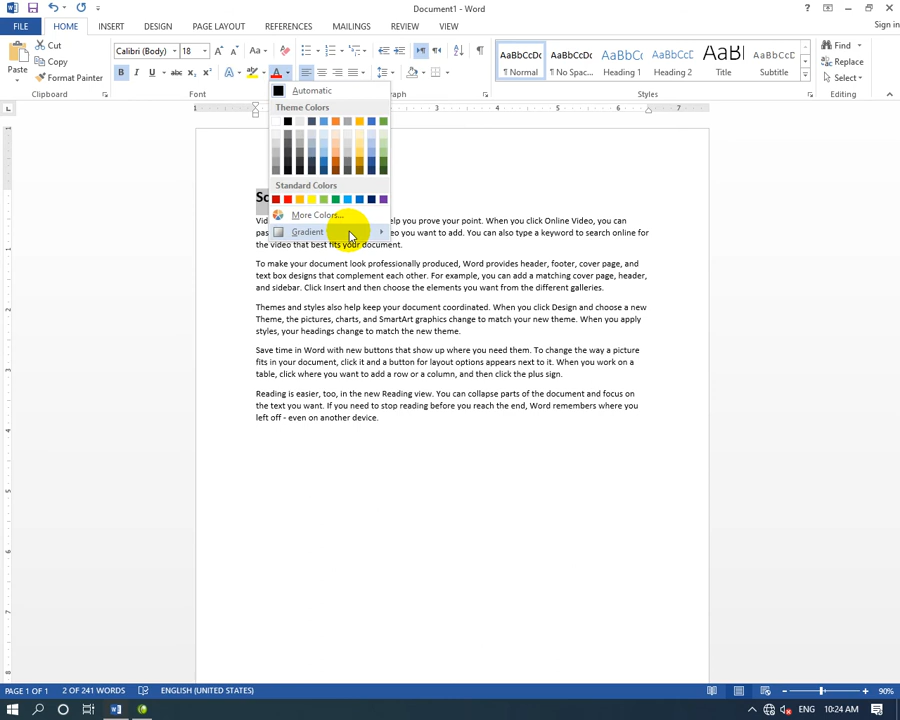 Document1 - Word
Sign in
FILE HOME INSERT DESIGN PAGE LAYOUT REFERENCES MAILINGS REVIEW VIEW
Paste
Cut
Copy
Format Painter
Clipboard
Calibri (Body) 18
Font
Styles
AaBbCcDc AaBbCcDc AaBbCc AaBbCcD AaBb AaBbCcD
¶ Normal ¶ No Spac... Heading 1 Heading 2 Title Subtitle
Find
Replace
Select
Editing
Automatic
Theme Colors
Standard Colors
More Colors...
Gradient
elp you prove your point. When you click Online Video, you can
you want to add. You can also type a keyword to search online for
the video that best fits your document.
To make your document look professionally produced, Word provides header, footer, cover page, and
text box designs that complement each other. For example, you can add a matching cover page, header,
and sidebar. Click Insert and then choose the elements you want from the different galleries.
Themes and styles also help keep your document coordinated. When you click Design and choose a new
Theme, the pictures, charts, and SmartArt graphics change to match your new theme. When you apply
styles, your headings change to match the new theme.
Save time in Word with new buttons that show up where you need them. To change the way a picture
fits in your document, click it and a button for layout options appears next to it. When you work on a
table, click where you want to add a row or a column, and then click the plus sign.
Reading is easier, too, in the new Reading view. You can collapse parts of the document and focus on
the text you want. If you need to stop reading before you reach the end, Word remembers where you
left off - even on another device.
PAGE 1 OF 1 2 OF 241 WORDS ENGLISH (UNITED STATES) 90%
ENG 10:24 AM